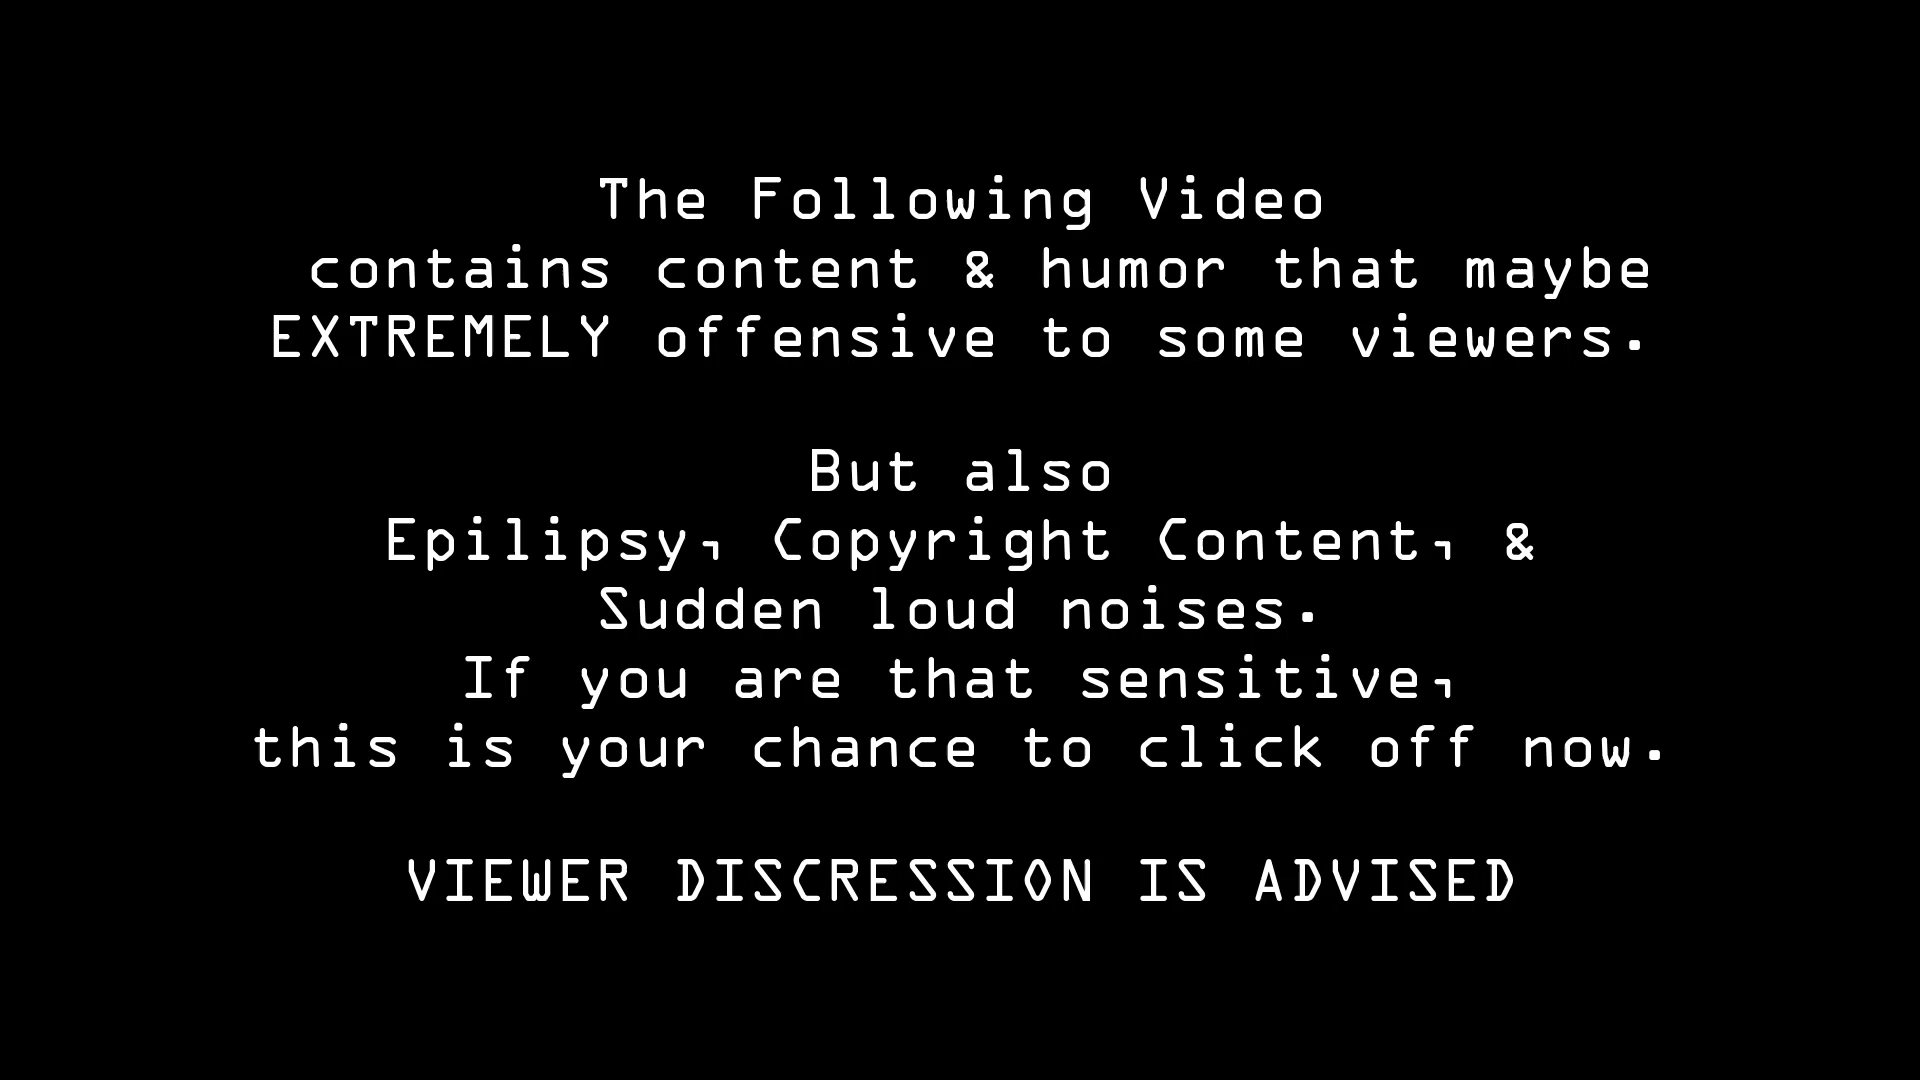 The Following Video
contains content & humor that maybe
EXTREMELY offensive to some viewers.
But also
Epilipsy, Copyright Content, &
Sudden loud noises.
If you are that sensitive,
this is your chance to click off now.
VIEWER DISCRESSION IS ADVISED